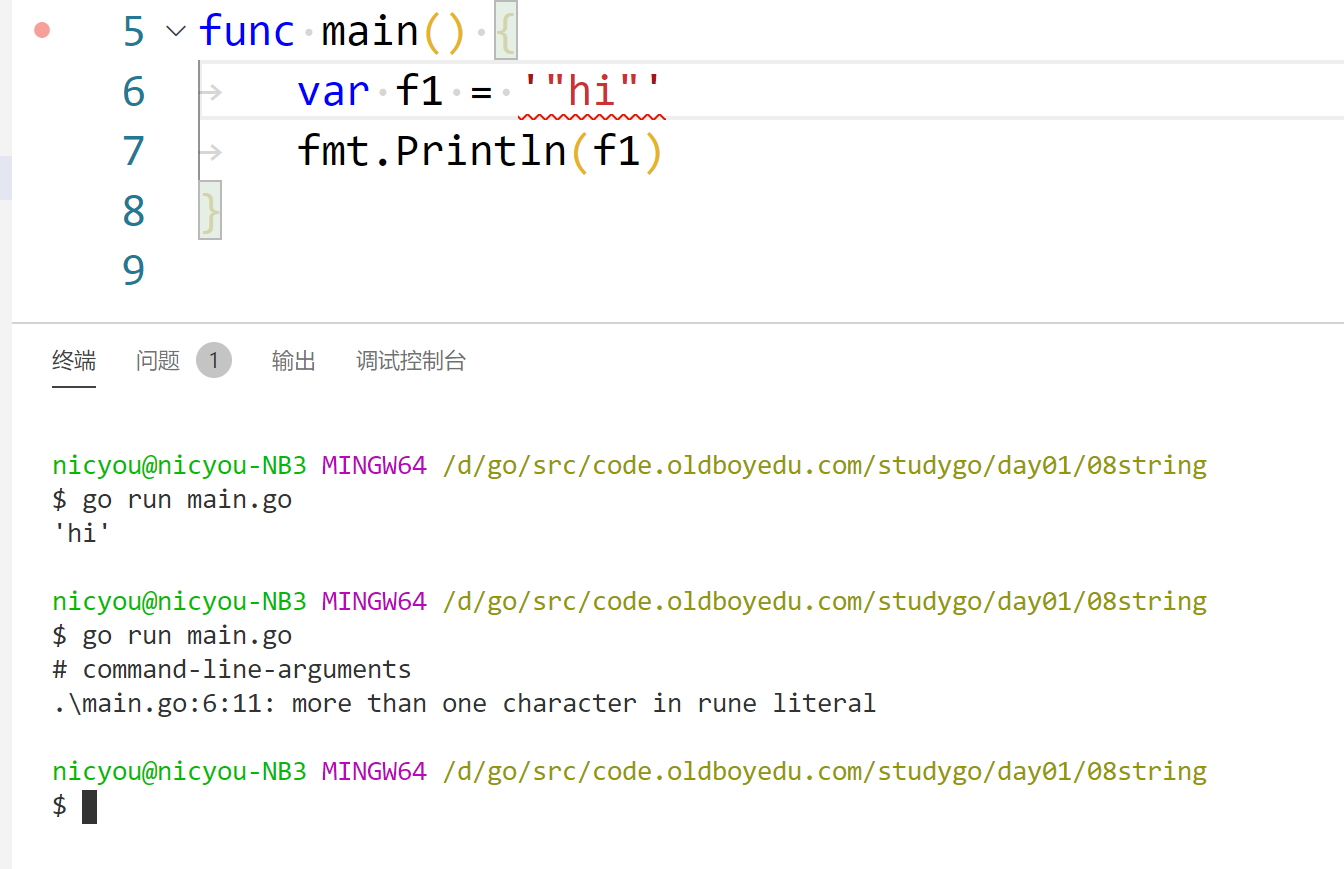 5 func main() {
6 var f1 = '"hi"'
7 fmt.Println(f1)
8 }
9
终端 问题 1 输出 调试控制台
nicyou@nicyou-NB3 MINGW64 /d/go/src/code.oldboyedu.com/studygo/day01/08string
$ go run main.go
'hi'
nicyou@nicyou-NB3 MINGW64 /d/go/src/code.oldboyedu.com/studygo/day01/08string
$ go run main.go
# command-line-arguments
.\main.go:6:11: more than one character in rune literal
nicyou@nicyou-NB3 MINGW64 /d/go/src/code.oldboyedu.com/studygo/day01/08string
$